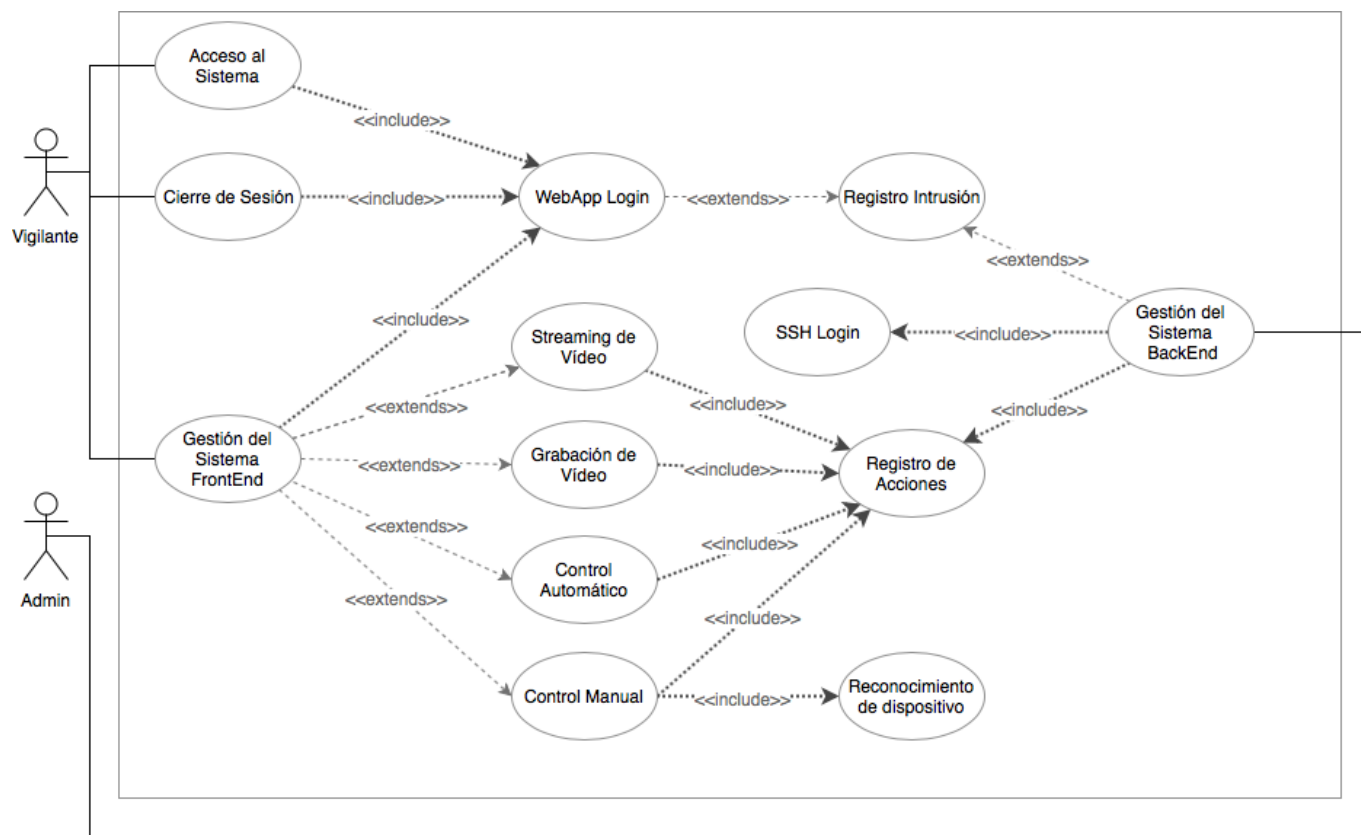 Acceso al
Sistema
<<include>>
Vigilante
Cierre de Sesión
<<include>>
WebApp Login
<<extends>>
Registro Intrusión
<<extends>>
<<include>>
Streaming de
Vídeo
SSH Login
<<include>>
Gestión del
Sistema
BackEnd
<<extends>>
<<include>>
<<include>>
Gestión del
Sistema
FrontEnd
<<extends>>
Grabación de
Vídeo
<<include>>
Registro de
Acciones
<<extends>>
Control
Automático
<<include>>
Admin
<<extends>>
<<include>>
Control Manual
<<include>>
Reconocimiento
de dispositivo